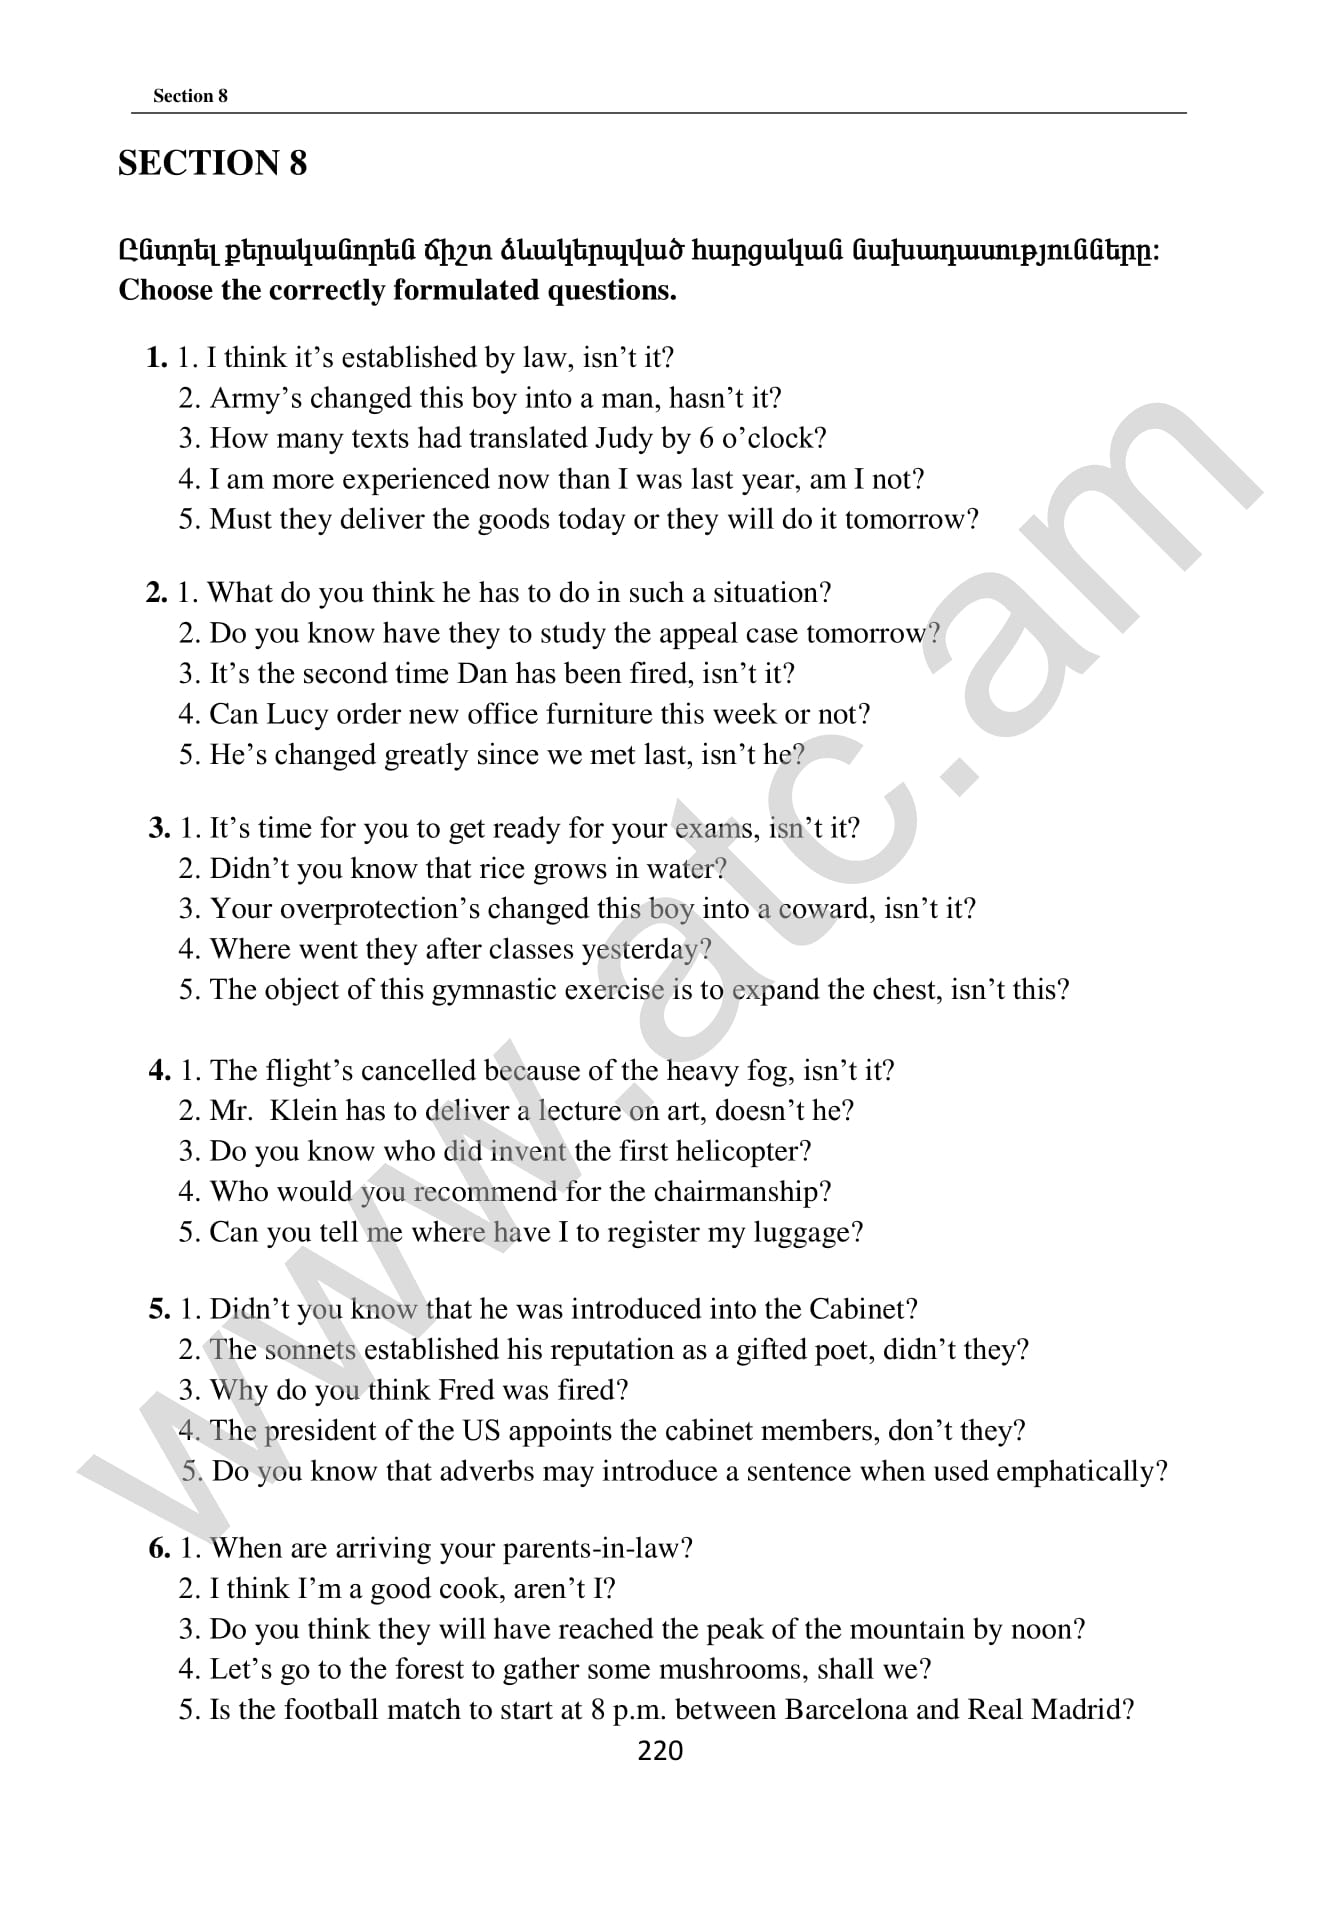 Section 8
SECTION 8
Ընտրել քերականորեն ճիշտ ձևակերպված հարցական նախադասությունները:
Choose the correctly formulated questions.
1. 1. I think it’s established by law, isn’t it?
2. Army’s changed this boy into a man, hasn’t it?
3. How many texts had translated Judy by 6 o’clock?
4. I am more experienced now than I was last year, am I not?
5. Must they deliver the goods today or they will do it tomorrow?
2. 1. What do you think he has to do in such a situation?
2. Do you know have they to study the appeal case tomorrow?
3. It’s the second time Dan has been fired, isn’t it?
4. Can Lucy order new office furniture this week or not?
5. He’s changed greatly since we met last, isn’t he?
3. 1. It’s time for you to get ready for your exams, isn’t it?
2. Didn’t you know that rice grows in water?
3. Your overprotection’s changed this boy into a coward, isn’t it?
4. Where went they after classes yesterday?
5. The object of this gymnastic exercise is to expand the chest, isn’t this?
4. 1. The flight’s cancelled because of the heavy fog, isn’t it?
2. Mr.  Klein has to deliver a lecture on art, doesn’t he?
3. Do you know who did invent the first helicopter?
4. Who would you recommend for the chairmanship?
5. Can you tell me where have I to register my luggage?
5. 1. Didn’t you know that he was introduced into the Cabinet?
2. The sonnets established his reputation as a gifted poet, didn’t they?
3. Why do you think Fred was fired?
4. The president of the US appoints the cabinet members, don’t they?
5. Do you know that adverbs may introduce a sentence when used emphatically?
6. 1. When are arriving your parents-in-law?
2. I think I’m a good cook, aren’t I?
3. Do you think they will have reached the peak of the mountain by noon?
4. Let’s go to the forest to gather some mushrooms, shall we?
5. Is the football match to start at 8 p.m. between Barcelona and Real Madrid?
220
www.atc.am